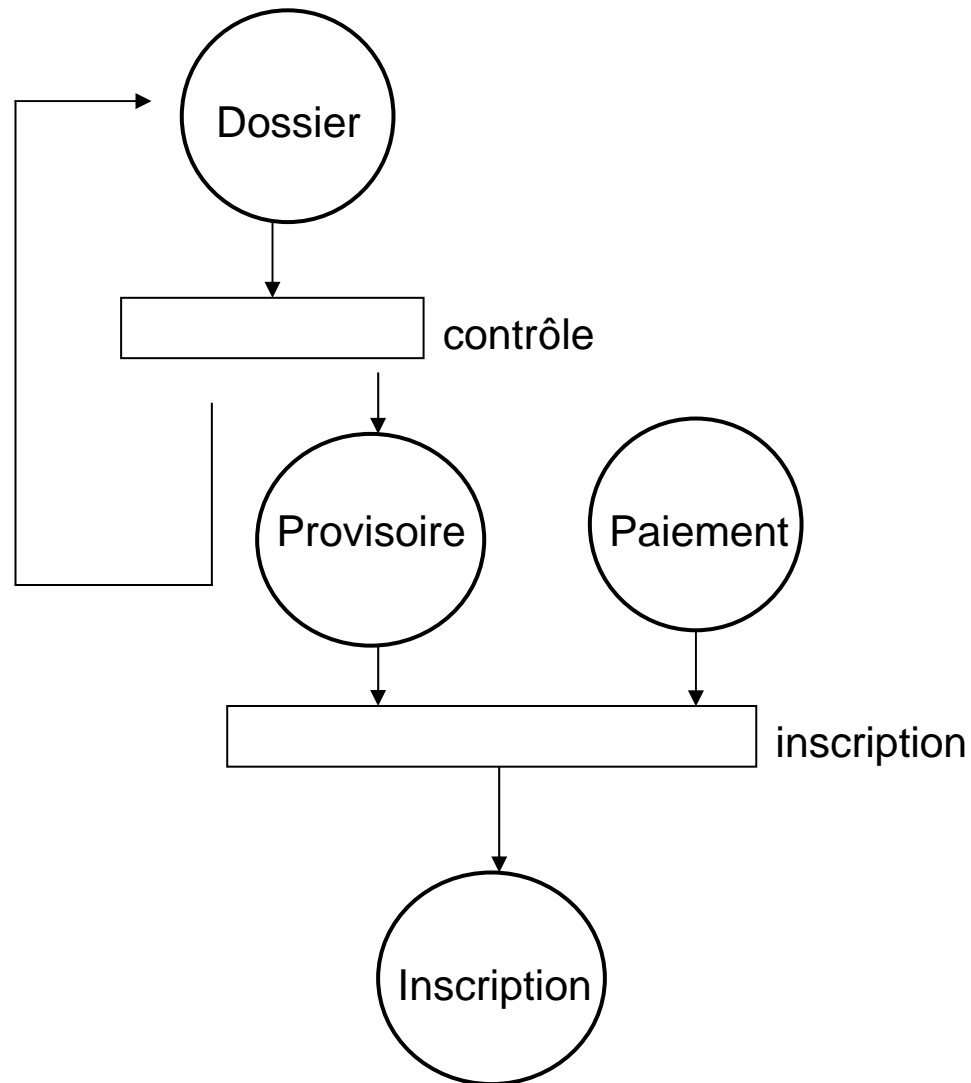 Dossier
contrôle
Provisoire
Paiement
inscription
Inscription